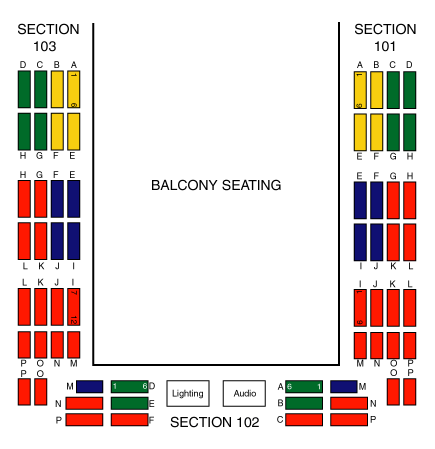 SECTION
103
SECTION
101
D C B A
A B C D
1
6
1
6
H G F E
E F G H
H G F E
E F G H
BALCONY SEATING
L K J I
I J K L
L K J I
I J K L
7
12
1
P O N M
M N O P
P O
O P
M 1 6 D
Lighting
Audio
A 6 1 M
N E
B N
P F
C P
SECTION 102